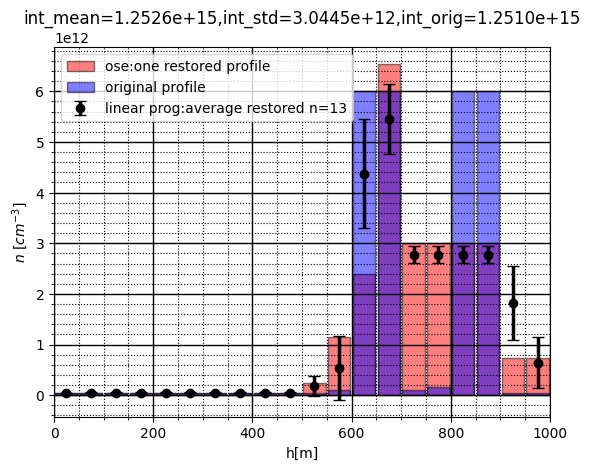 int_mean=1.2526e+15,int_std=3.0445e+12,int_orig=1.2510e+15
1e12
ose:one restored profile
original profile
linear prog:average restored n=13
6
5
4
3
2
1
0
n [cm⁻³]
0 200 400 600 800 1000
h[m]